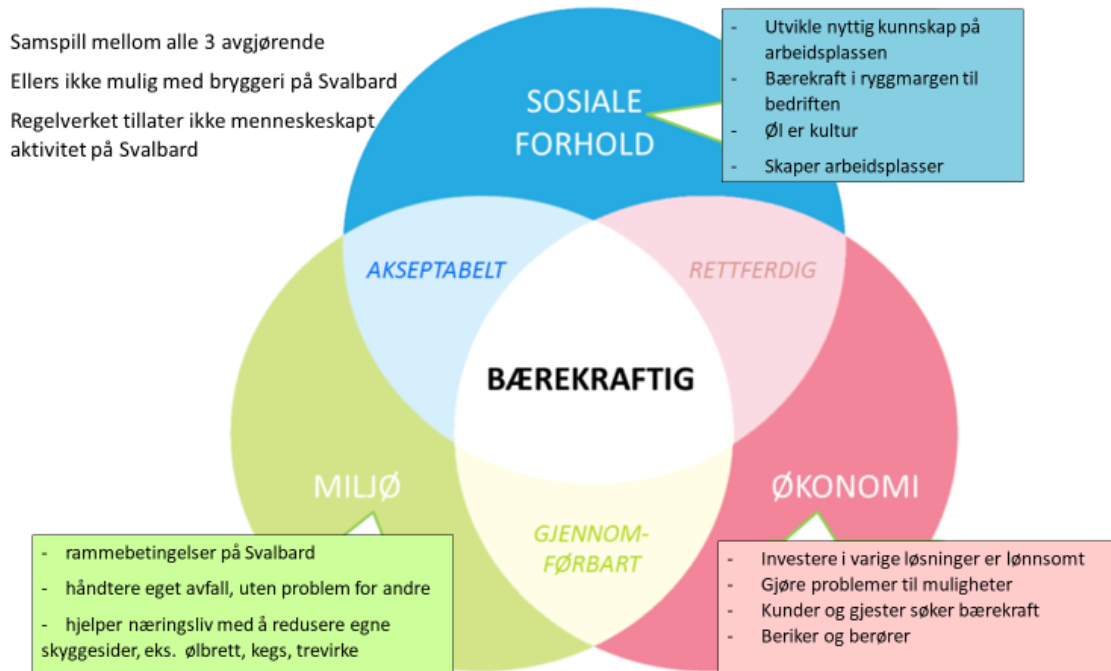 Samspill mellom alle 3 avgjørende
Ellers ikke mulig med bryggeri på Svalbard
Regelverket tillater ikke menneskeskapt
aktivitet på Svalbard
SOSIALE
FORHOLD
- Utvikle nyttig kunnskap på
arbeidsplassen
- Bærekraft i ryggmargen til
bedriften
- Øl er kultur
- Skaper arbeidsplasser
AKSEPTABELT
RETTFERDIG
BÆREKRAFTIG
MILJØ
ØKONOMI
GJENNOM-
FØRBART
- rammebetingelser på Svalbard
- håndtere eget avfall, uten problem for andre
- hjelper næringsliv med å redusere egne
skyggesider, eks. ølbrett, kegs, trevirke
- Investere i varige løsninger er lønnsomt
- Gjøre problemer til muligheter
- Kunder og gjester søker bærekraft
- Beriker og berører